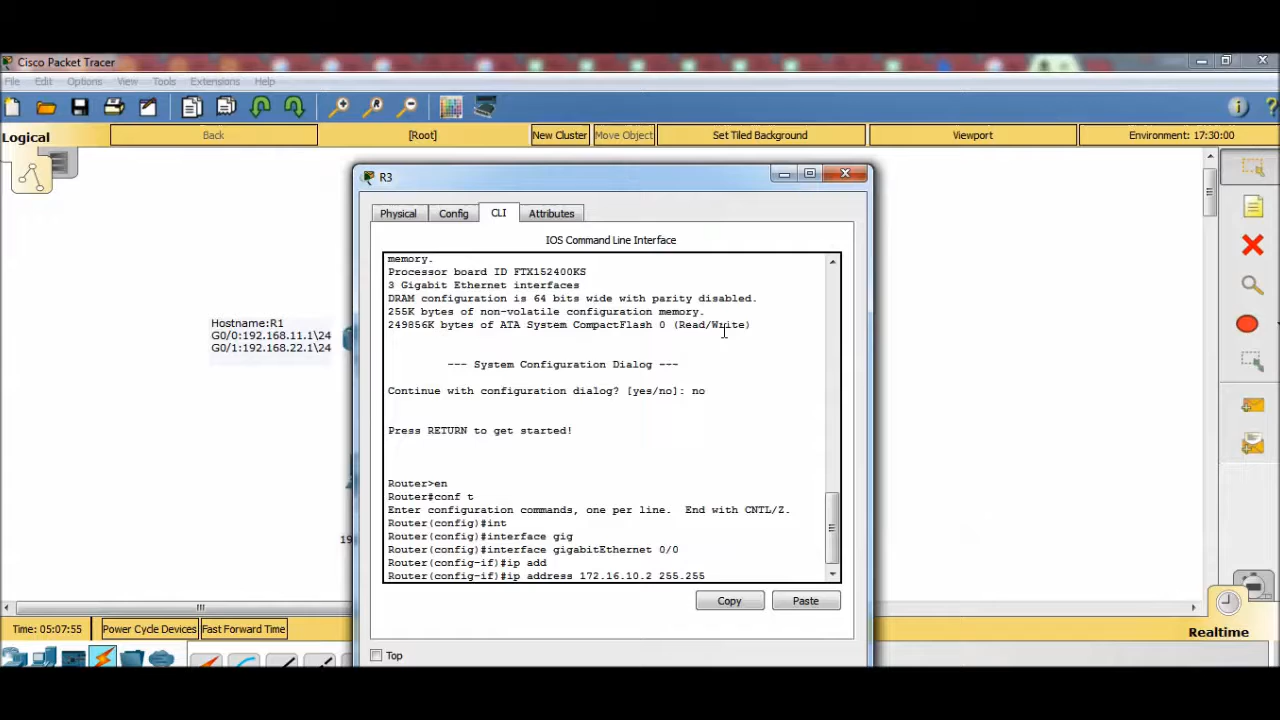 Cisco Packet Tracer
File Edit Options View Tools Extensions Help
Logical
Back
[Root]
New Cluster
Move Object
Set Tiled Background
Viewport
Environment: 17:30:00
R3
Physical Config CLI Attributes
IOS Command Line Interface
memory.
Processor board ID FTX152400KS
3 Gigabit Ethernet interfaces
DRAM configuration is 64 bits wide with parity disabled.
255K bytes of non-volatile configuration memory.
249856K bytes of ATA System CompactFlash 0 (Read/Write)
--- System Configuration Dialog ---
Continue with configuration dialog? [yes/no]: no
Press RETURN to get started!
Router>en
Router#conf t
Enter configuration commands, one per line.  End with CNTL/Z.
Router(config)#int
Router(config)#interface gig
Router(config)#interface gigabitEthernet 0/0
Router(config-if)#ip add
Router(config-if)#ip address 172.16.10.2 255.255
Hostname:R1
G0/0:192.168.11.1\24
G0/1:192.168.22.1\24
19
Copy
Paste
Top
Time: 05:07:55
Power Cycle Devices
Fast Forward Time
Realtime